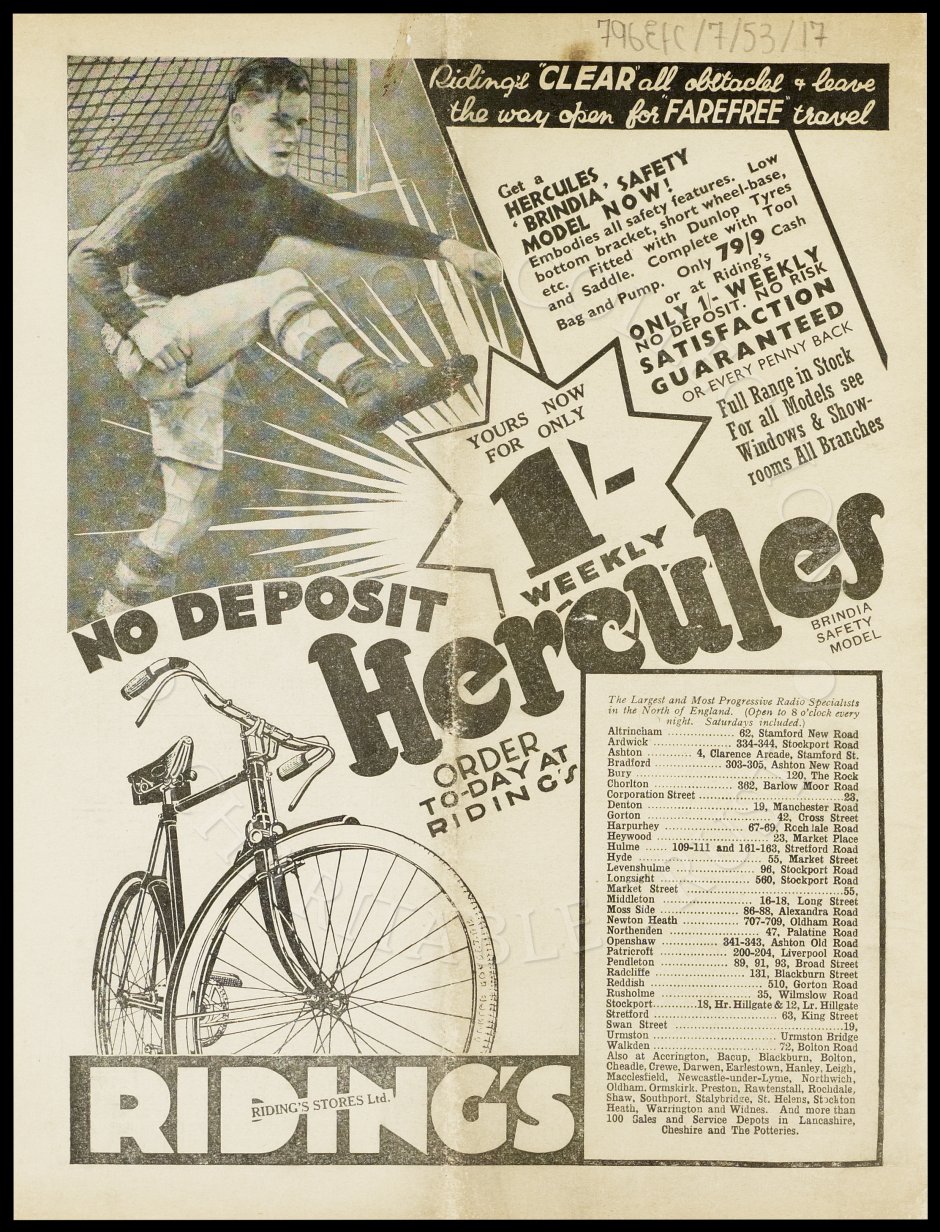 796EFC/7/53/17
Riding's "CLEAR" all obstacles & leave
the way open for "FAREFREE" travel
Get a
HERCULES
'BRINDIA' SAFETY
MODEL NOW!
Embodies all safety features. Low
bottom bracket, short wheel-base,
etc. Fitted with Dunlop Tyres
and Saddle. Complete with Tool
Bag and Pump. Only 79/9 Cash
or at Riding's
ONLY 1/- WEEKLY
NO DEPOSIT. NO RISK
SATISFACTION
GUARANTEED
OR EVERY PENNY BACK
Full Range in Stock
For all Models see
Windows & Show-
rooms All Branches
YOURS NOW
FOR ONLY
1'-
WEEKLY
NO DEPOSIT
Hercules
BRINDIA
SAFETY
MODEL
ORDER
TO-DAY AT
RIDING'S
The Largest and Most Progressive Radio Specialists
in the North of England. (Open to 8 o'clock every
night. Saturdays included.)
Altrincham .................. 62, Stamford New Road
Ardwick ..................... 334-344, Stockport Road
Ashton .......... 4, Clarence Arcade, Stamford St.
Bradford .................. 303-305, Ashton New Road
Bury ........................................ 120, The Rock
Chorlton ..................... 362, Barlow Moor Road
Corporation Street ..................................... 23,
Denton ........................... 19, Manchester Road
Gorton .................................. 42, Cross Street
Harpurhey ........................ 67-69, Rochdale Road
Heywood ............................. 23, Market Place
Hulme ...... 109-111 and 161-163, Stretford Road
Hyde ................................... 55, Market Street
Levenshulme ....................... 96, Stockport Road
Longsight .......................... 560, Stockport Road
Market Street ........................................ 55,
Middleton ........................... 16-18, Long Street
Moss Side ..................... 86-88, Alexandra Road
Newton Heath .................. 707-709, Oldham Road
Northenden .......................... 47, Palatine Road
Openshaw ................. 341-343, Ashton Old Road
Patricroft .................... 200-204, Liverpool Road
Pendleton .................... 89, 91, 93, Broad Street
Radcliffe ........................ 131, Blackburn Street
Reddish ............................. 510, Gorton Road
Rusholme ............................ 35, Wilmslow Road
Stockport...........18, Hr. Hillgate & 12, Lr. Hillgate
Stretford ................................ 63, King Street
Swan Street ........................................... 19,
Urmston ................................ Urmston Bridge
Walkden ................................ 72, Bolton Road
Also at Accrington, Bacup, Blackburn, Bolton,
Cheadle, Crewe, Darwen, Earlestown, Hanley, Leigh,
Macclesfield, Newcastle-under-Lyme, Northwich,
Oldham, Ormskirk, Preston, Rawtenstall, Rochdale,
Shaw, Southport, Stalybridge, St. Helens, Stockton
Heath, Warrington and Widnes. And more than
100 Sales and Service Depots in Lancashire,
Cheshire and The Potteries.
RIDING'S
RIDING'S STORES Ltd.